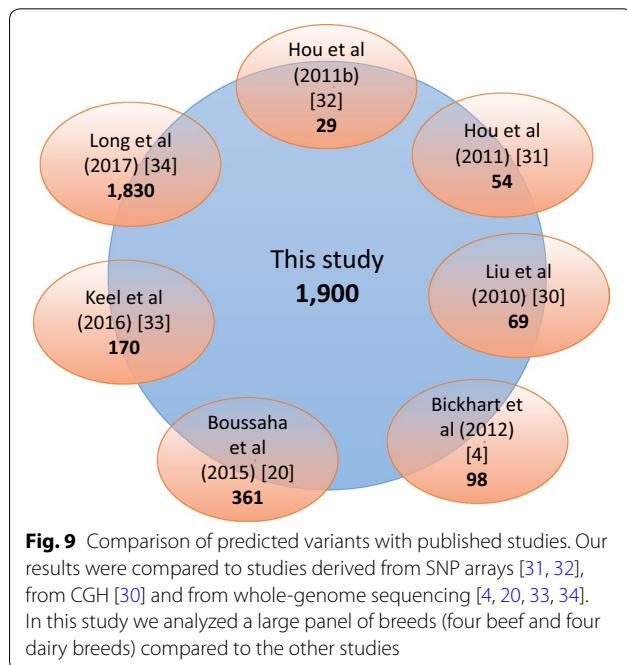 Hou et al
(2011b)
[32]
29
Hou et al
(2011) [31]
54
Liu et al
(2010) [30]
69
Bickhart et
al (2012)
[4]
98
Boussaha
et al
(2015) [20]
361
Keel et al
(2016) [33]
170
Long et al
(2017) [34]
1,830
This study
1,900
Fig. 9 Comparison of predicted variants with published studies. Our
results were compared to studies derived from SNP arrays [31, 32],
from CGH [30] and from whole-genome sequencing [4, 20, 33, 34].
In this study we analyzed a large panel of breeds (four beef and four
dairy breeds) compared to the other studies